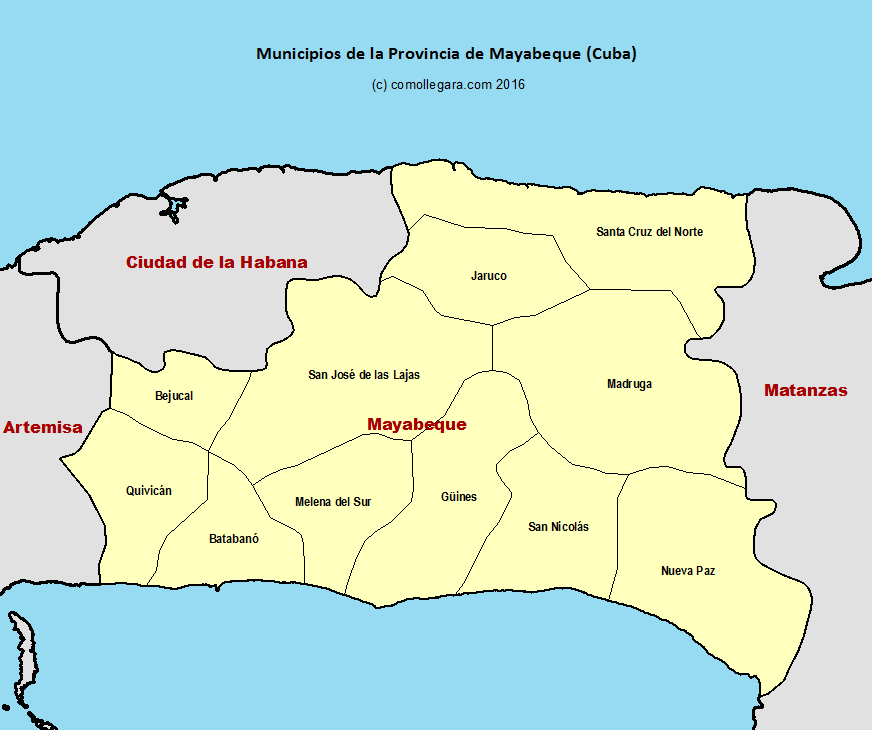 Municipios de la Provincia de Mayabeque (Cuba)
(c) comollegara.com 2016
Santa Cruz del Norte
Ciudad de la Habana
Jaruco
San José de las Lajas
Madruga
Bejucal
Matanzas
Artemisa
Mayabeque
Quivicán
Melena del Sur
Güines
San Nicolás
Batabanó
Nueva Paz